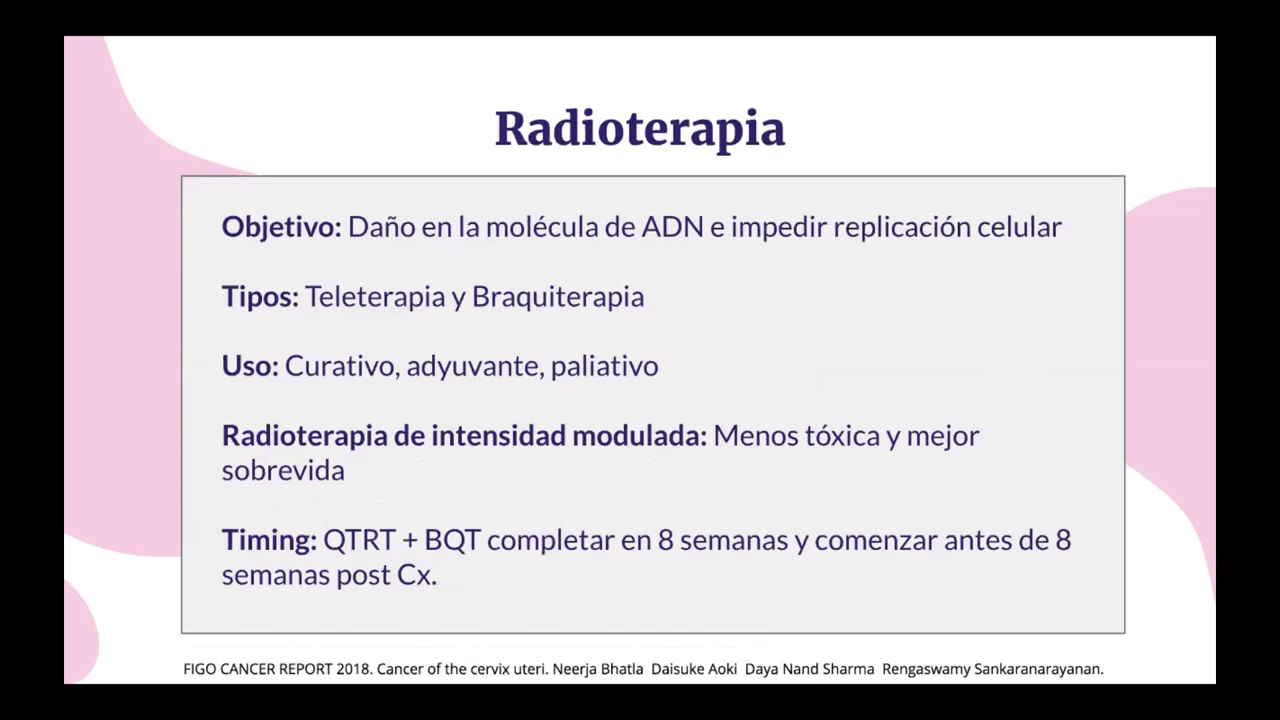 Radioterapia
Objetivo: Daño en la molécula de ADN e impedir replicación celular
Tipos: Teleterapia y Braquiterapia
Uso: Curativo, adyuvante, paliativo
Radioterapia de intensidad modulada: Menos tóxica y mejor
sobrevida
Timing: QTRT + BQT completar en 8 semanas y comenzar antes de 8
semanas post Cx.
FIGO CANCER REPORT 2018. Cancer of the cervix uteri. Neerja Bhatla Daisuke Aoki Daya Nand Sharma Rengaswamy Sankaranarayanan.